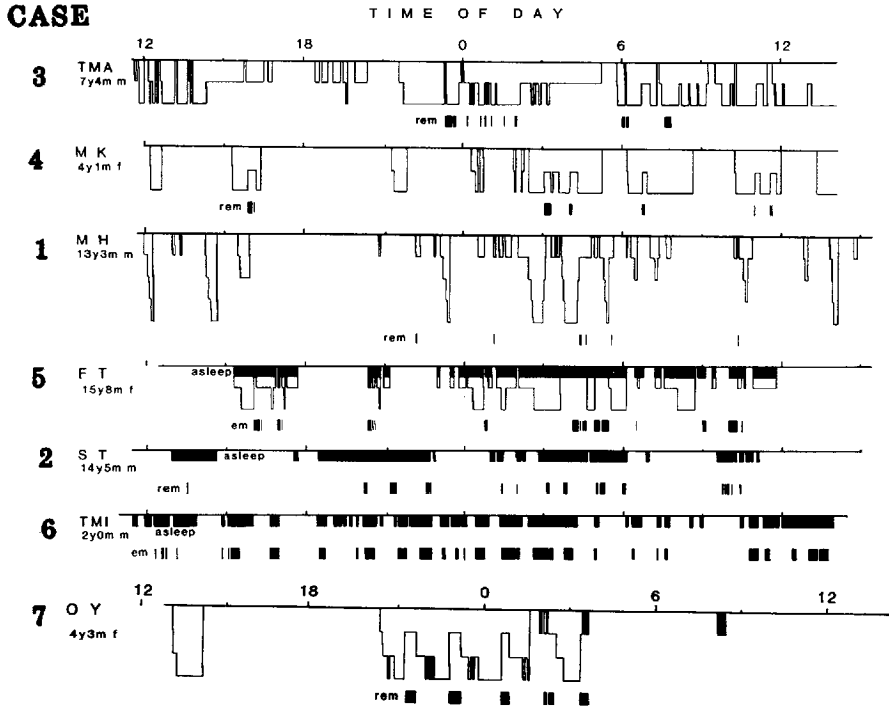 CASE
TIME OF DAY
12 18 0 6 12
3 TMA
7y4m m
rem
4 M K
4y1m f
rem
1 M H
13y3m m
rem
5 F T asleep
15y8m f
em
2 S T asleep
14y5m m
rem
6 TMI
2y0m m asleep
em
12 18 0 6 12
7 O Y
4y3m f
rem